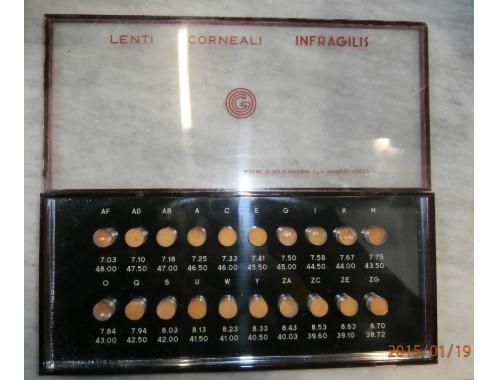 LENTI CORNEALI INFRAGILIS
G
AF AD AB A C E G I K M
7.03 7.10 7.18 7.25 7.33 7.41 7.50 7.58 7.67 7.75
48.00 47.50 47.00 46.50 46.00 45.50 45.00 44.50 44.00 43.50
O Q S U W Y ZA ZC ZE ZG
7.84 7.94 8.03 8.13 8.23 8.33 8.43 8.53 8.63 8.70
43.00 42.50 42.00 41.50 41.00 40.50 40.03 39.60 39.10 38.72
2015/01/19